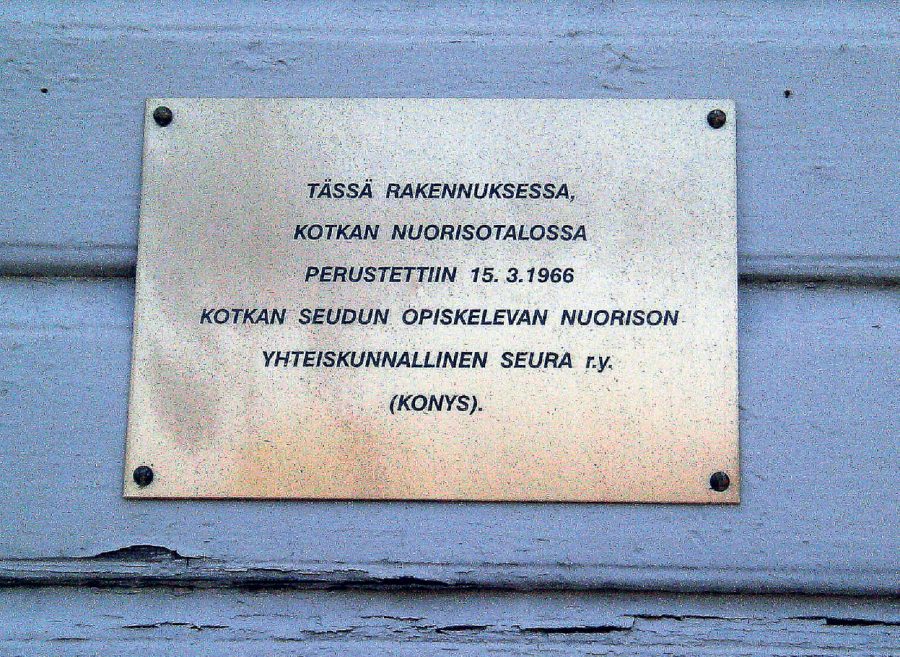 TÄSSÄ RAKENNUKSESSA,
KOTKAN NUORISOTALOSSA
PERUSTETTIIN 15. 3.1966
KOTKAN SEUDUN OPISKELEVAN NUORISON
YHTEISKUNNALLINEN SEURA r.y.
(KONYS).